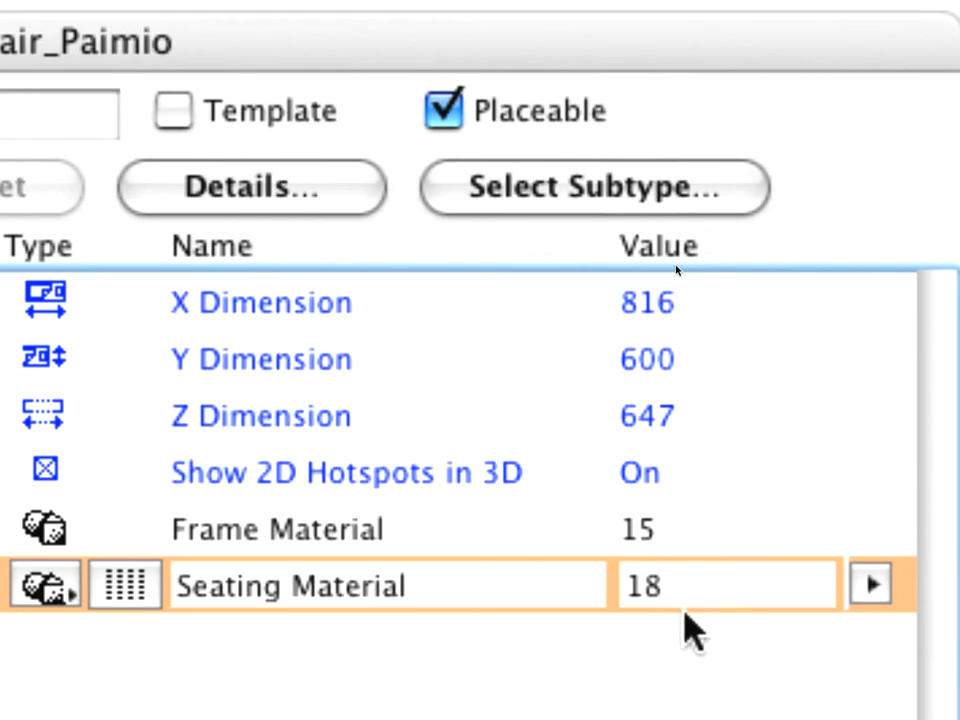 air_Paimio
Template Placeable
et Details... Select Subtype...
Type Name Value
X Dimension 816
Y Dimension 600
Z Dimension 647
Show 2D Hotspots in 3D On
Frame Material 15
Seating Material 18